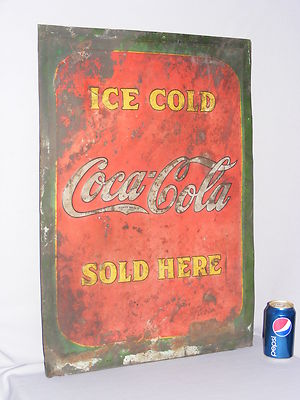 ICE COLD
Coca-Cola
SOLD HERE
pepsi